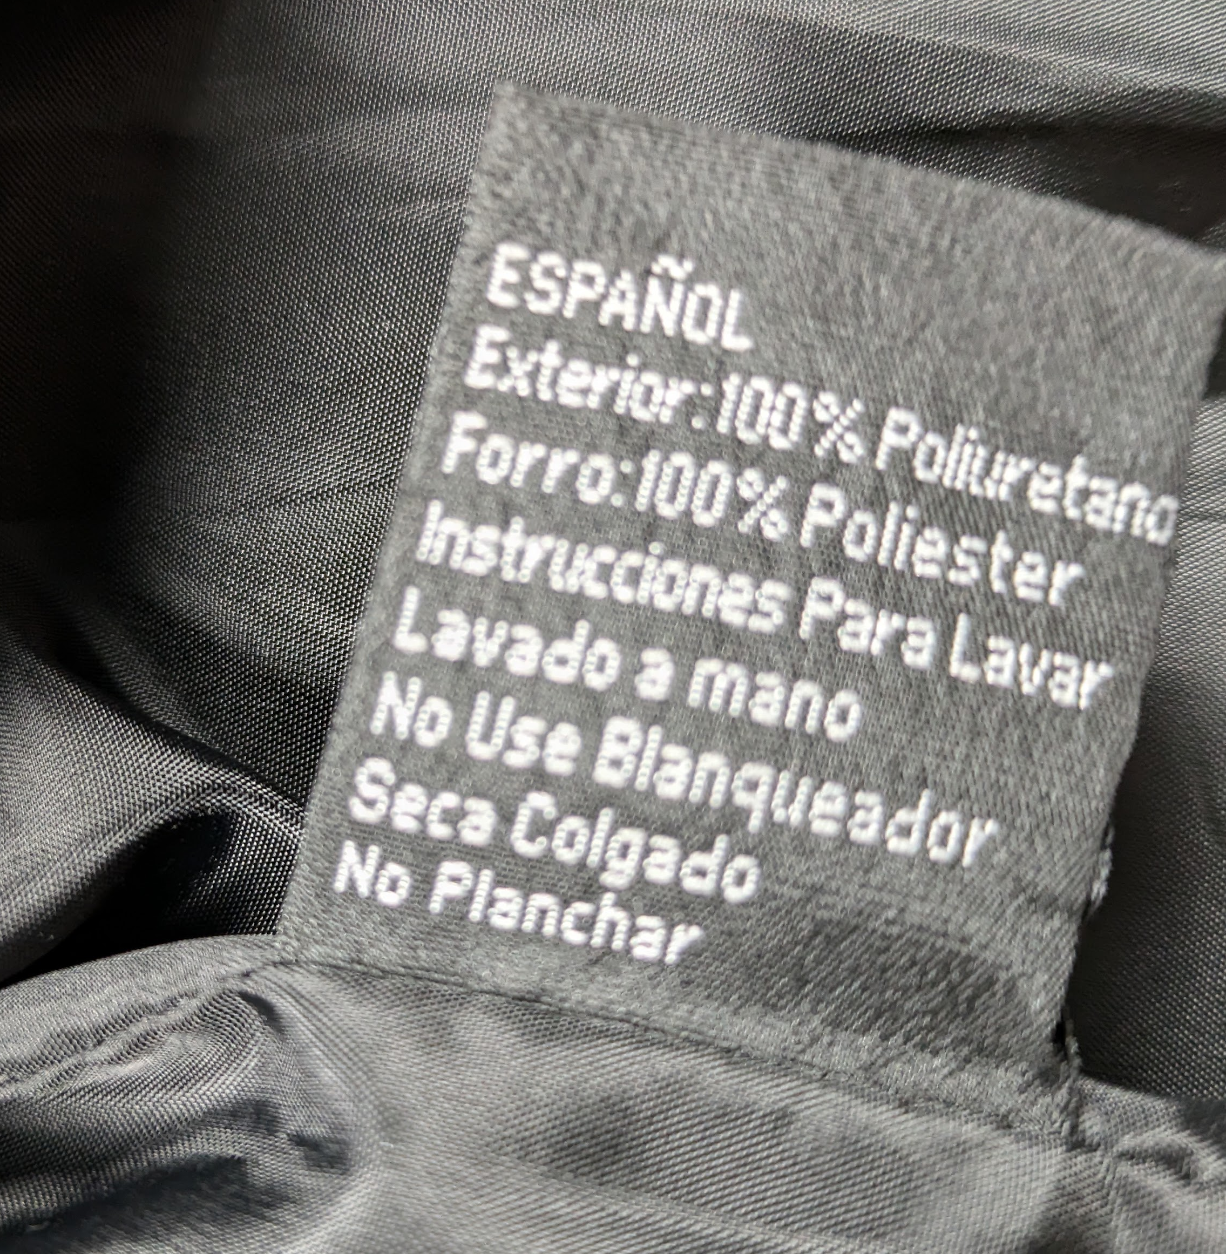 ESPAÑOL
Exterior:100% Poliuretano
Forro:100% Poliester
Instrucciones Para Lavar
Lavado a mano
No Use Blanqueador
Seca Colgado
No Planchar